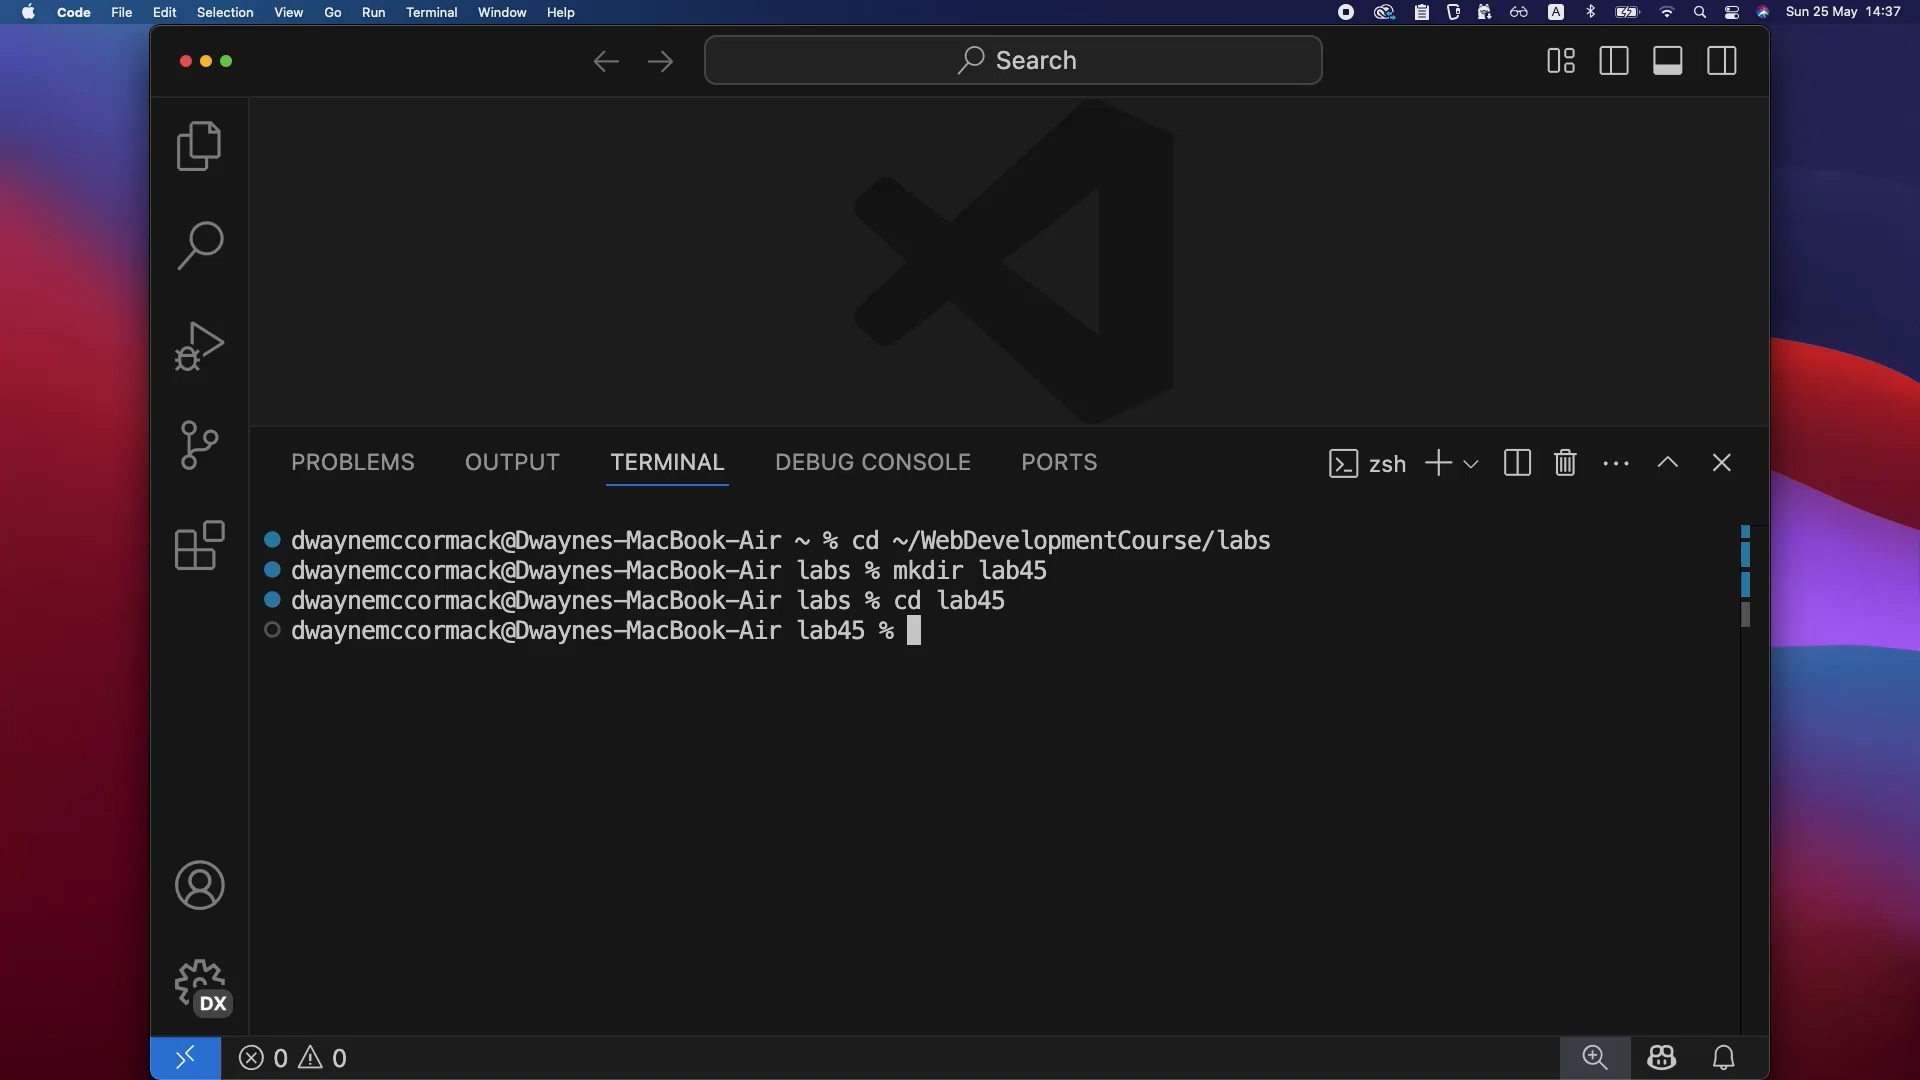 Code File Edit Selection View Go Run Terminal Window Help A Sun 25 May 14:37
Search
PROBLEMS OUTPUT TERMINAL DEBUG CONSOLE PORTS zsh
dwaynemccormack@Dwaynes-MacBook-Air ~ % cd ~/WebDevelopmentCourse/labs
dwaynemccormack@Dwaynes-MacBook-Air labs % mkdir lab45
dwaynemccormack@Dwaynes-MacBook-Air labs % cd lab45
dwaynemccormack@Dwaynes-MacBook-Air lab45 %
DX
0 0